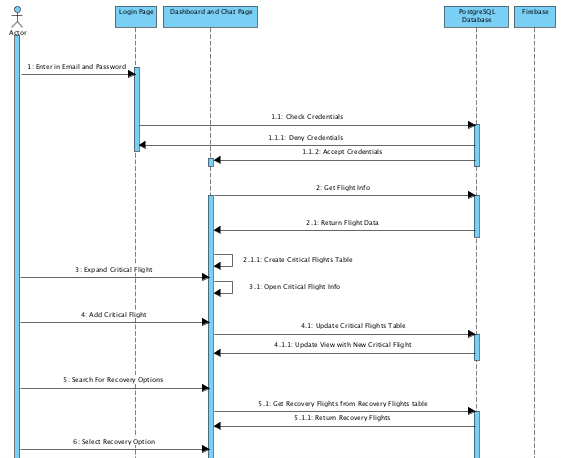 Login Page
Dashboard and Chat Page
PostgreSQL
Database
Firebase
Actor
1: Enter in Email and Password
1.1: Check Credentials
1.1.1: Deny Credentials
1.1.2: Accept Credentials
2: Get Flight Info
2.1: Return Flight Data
2.1.1: Create Critical Flights Table
3: Expand Critical Flight
3.1: Open Critical Flight Info
4: Add Critical Flight
4.1: Update Critical Flights Table
4.1.1: Update View with New Critical Flight
5: Search For Recovery Options
5.1: Get Recovery Flights from Recovery Flights table
5.1.1: Return Recovery Flights
6: Select Recovery Option